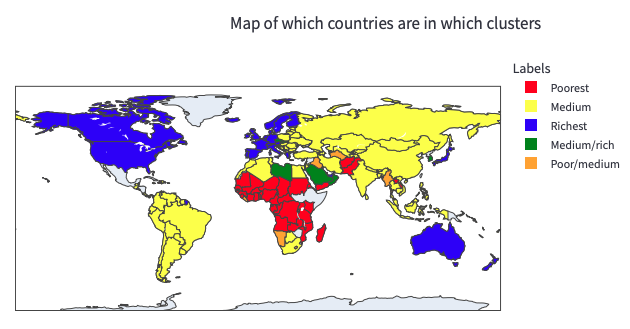 Map of which countries are in which clusters
Labels
Poorest
Medium
Richest
Medium/rich
Poor/medium